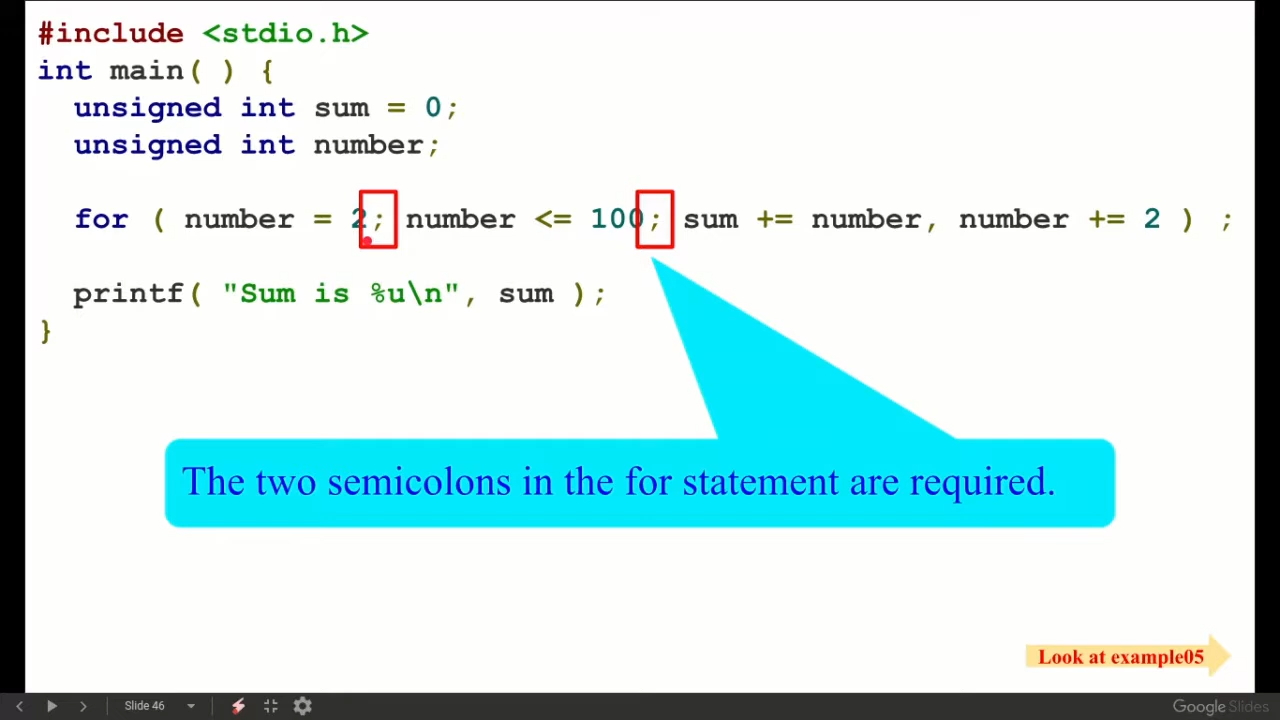 #include <stdio.h>
int main( ) {
unsigned int sum = 0;
unsigned int number;
for ( number = 2; number <= 100; sum += number, number += 2 ) ;
printf( "Sum is %u\n", sum );
}
The two semicolons in the for statement are required.
Look at example05
Slide 46
Google Slides